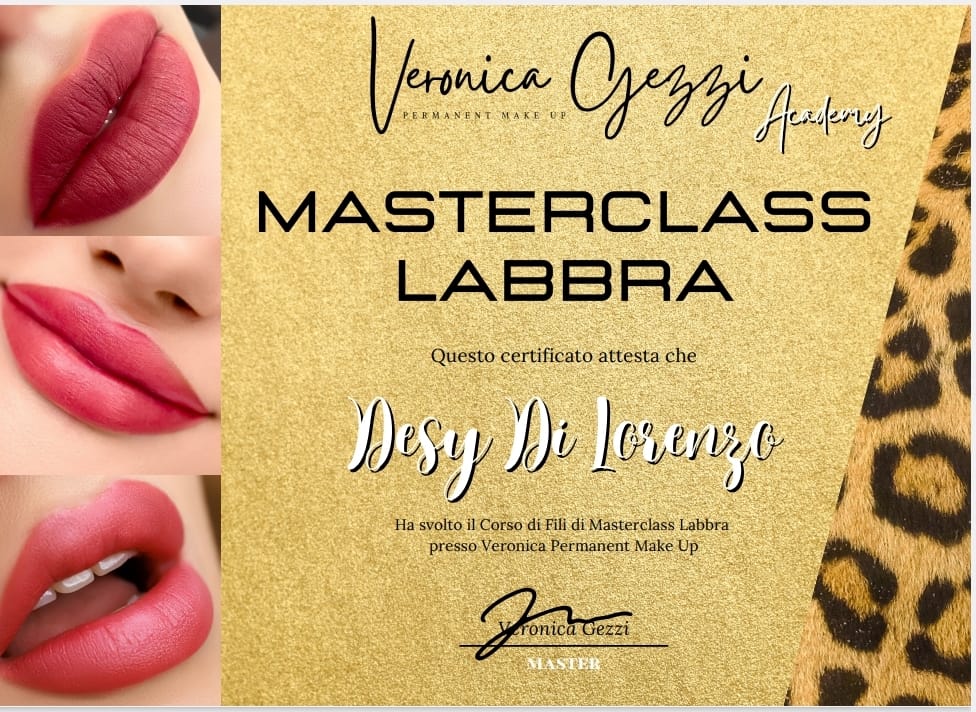 Veronica Gezzi
PERMANENT MAKE UP
Academy
MASTERCLASS
LABBRA
Questo certificato attesta che
Desy Di Lorenzo
Ha svolto il Corso di Fili di Masterclass Labbra
presso Veronica Permanent Make Up
Veronica Gezzi
MASTER